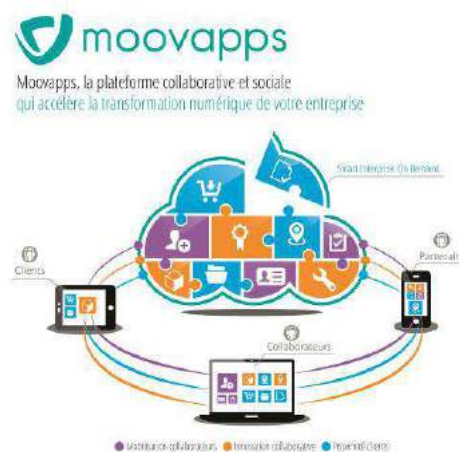 moovapps
Moovapps, la plateforme collaborative et sociale
qui accélère la transformation numérique de votre entreprise
Smart Enterprise On Demand
Clients
Partenaire
Collaborateurs
Mobilisation collaborateurs Innovation collaborative Proximité Clients